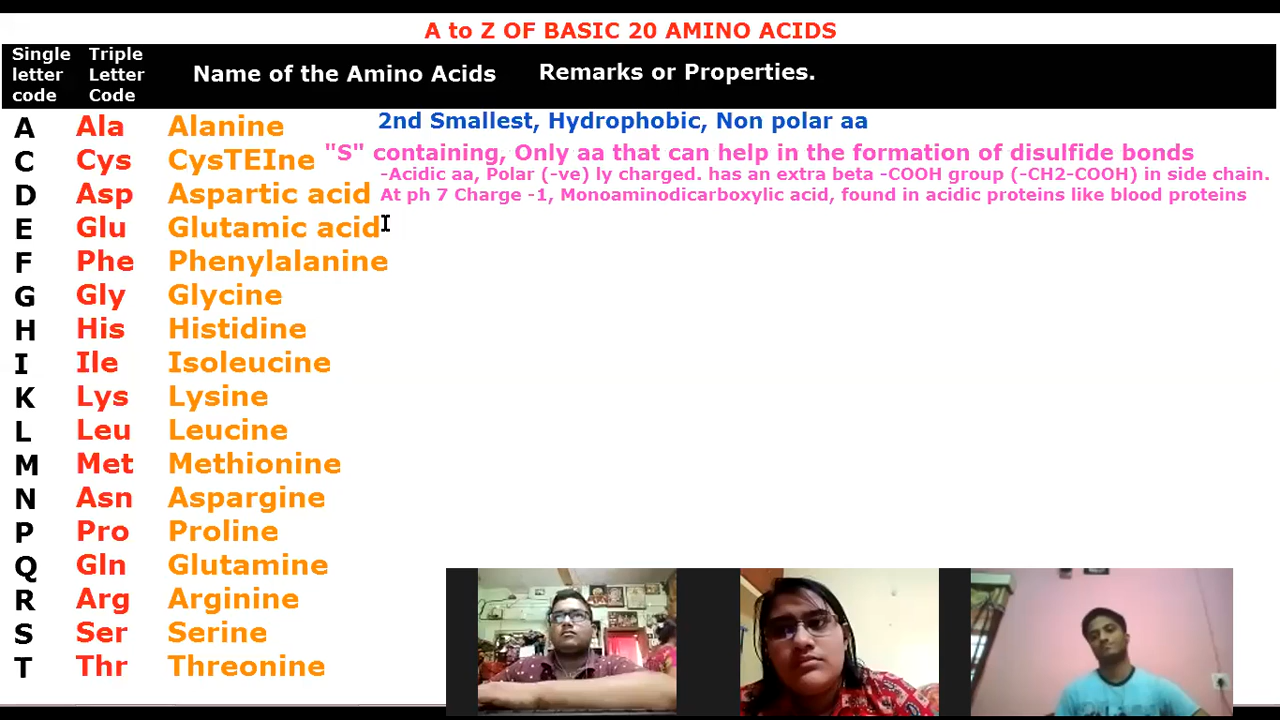 A to Z OF BASIC 20 AMINO ACIDS
Single letter code Triple Letter Code Name of the Amino Acids Remarks or Properties.
A Ala Alanine 2nd Smallest, Hydrophobic, Non polar aa
C Cys CysTEIne "S" containing, Only aa that can help in the formation of disulfide bonds
-Acidic aa, Polar (-ve) ly charged. has an extra beta -COOH group (-CH2-COOH) in side chain.
D Asp Aspartic acid At ph 7 Charge -1, Monoaminodicarboxylic acid, found in acidic proteins like blood proteins
E Glu Glutamic acid
F Phe Phenylalanine
G Gly Glycine
H His Histidine
I Ile Isoleucine
K Lys Lysine
L Leu Leucine
M Met Methionine
N Asn Aspargine
P Pro Proline
Q Gln Glutamine
R Arg Arginine
S Ser Serine
T Thr Threonine